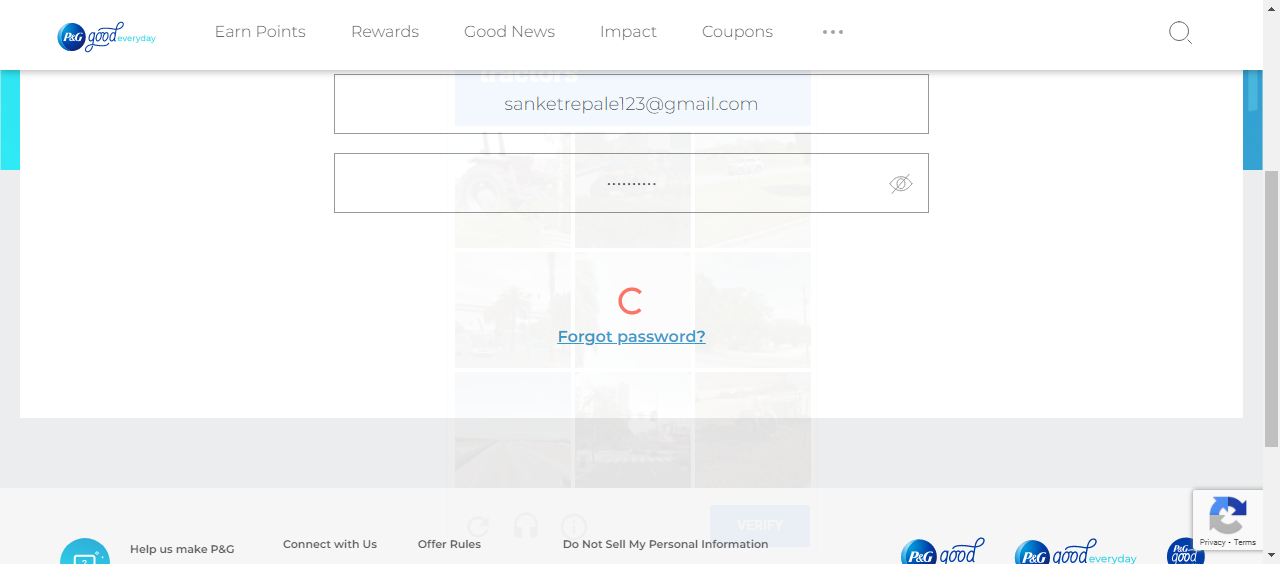 P&G good everyday
Earn Points
Rewards
Good News
Impact
Coupons
tractors
sanketrepale123@gmail.com
Forgot password?
VERIFY
Help us make P&G
Connect with Us
Offer Rules
Do Not Sell My Personal Information
P&G good
P&G good everyday
P&G good
Privacy - Terms